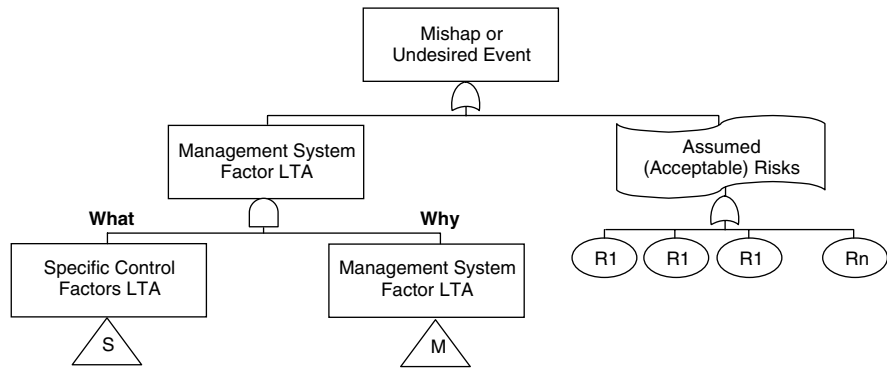 Mishap or
Undesired Event
Management System
Factor LTA
Assumed
(Acceptable) Risks
What
Why
Specific Control
Factors LTA
Management System
Factor LTA
R1
R1
R1
Rn
S
M